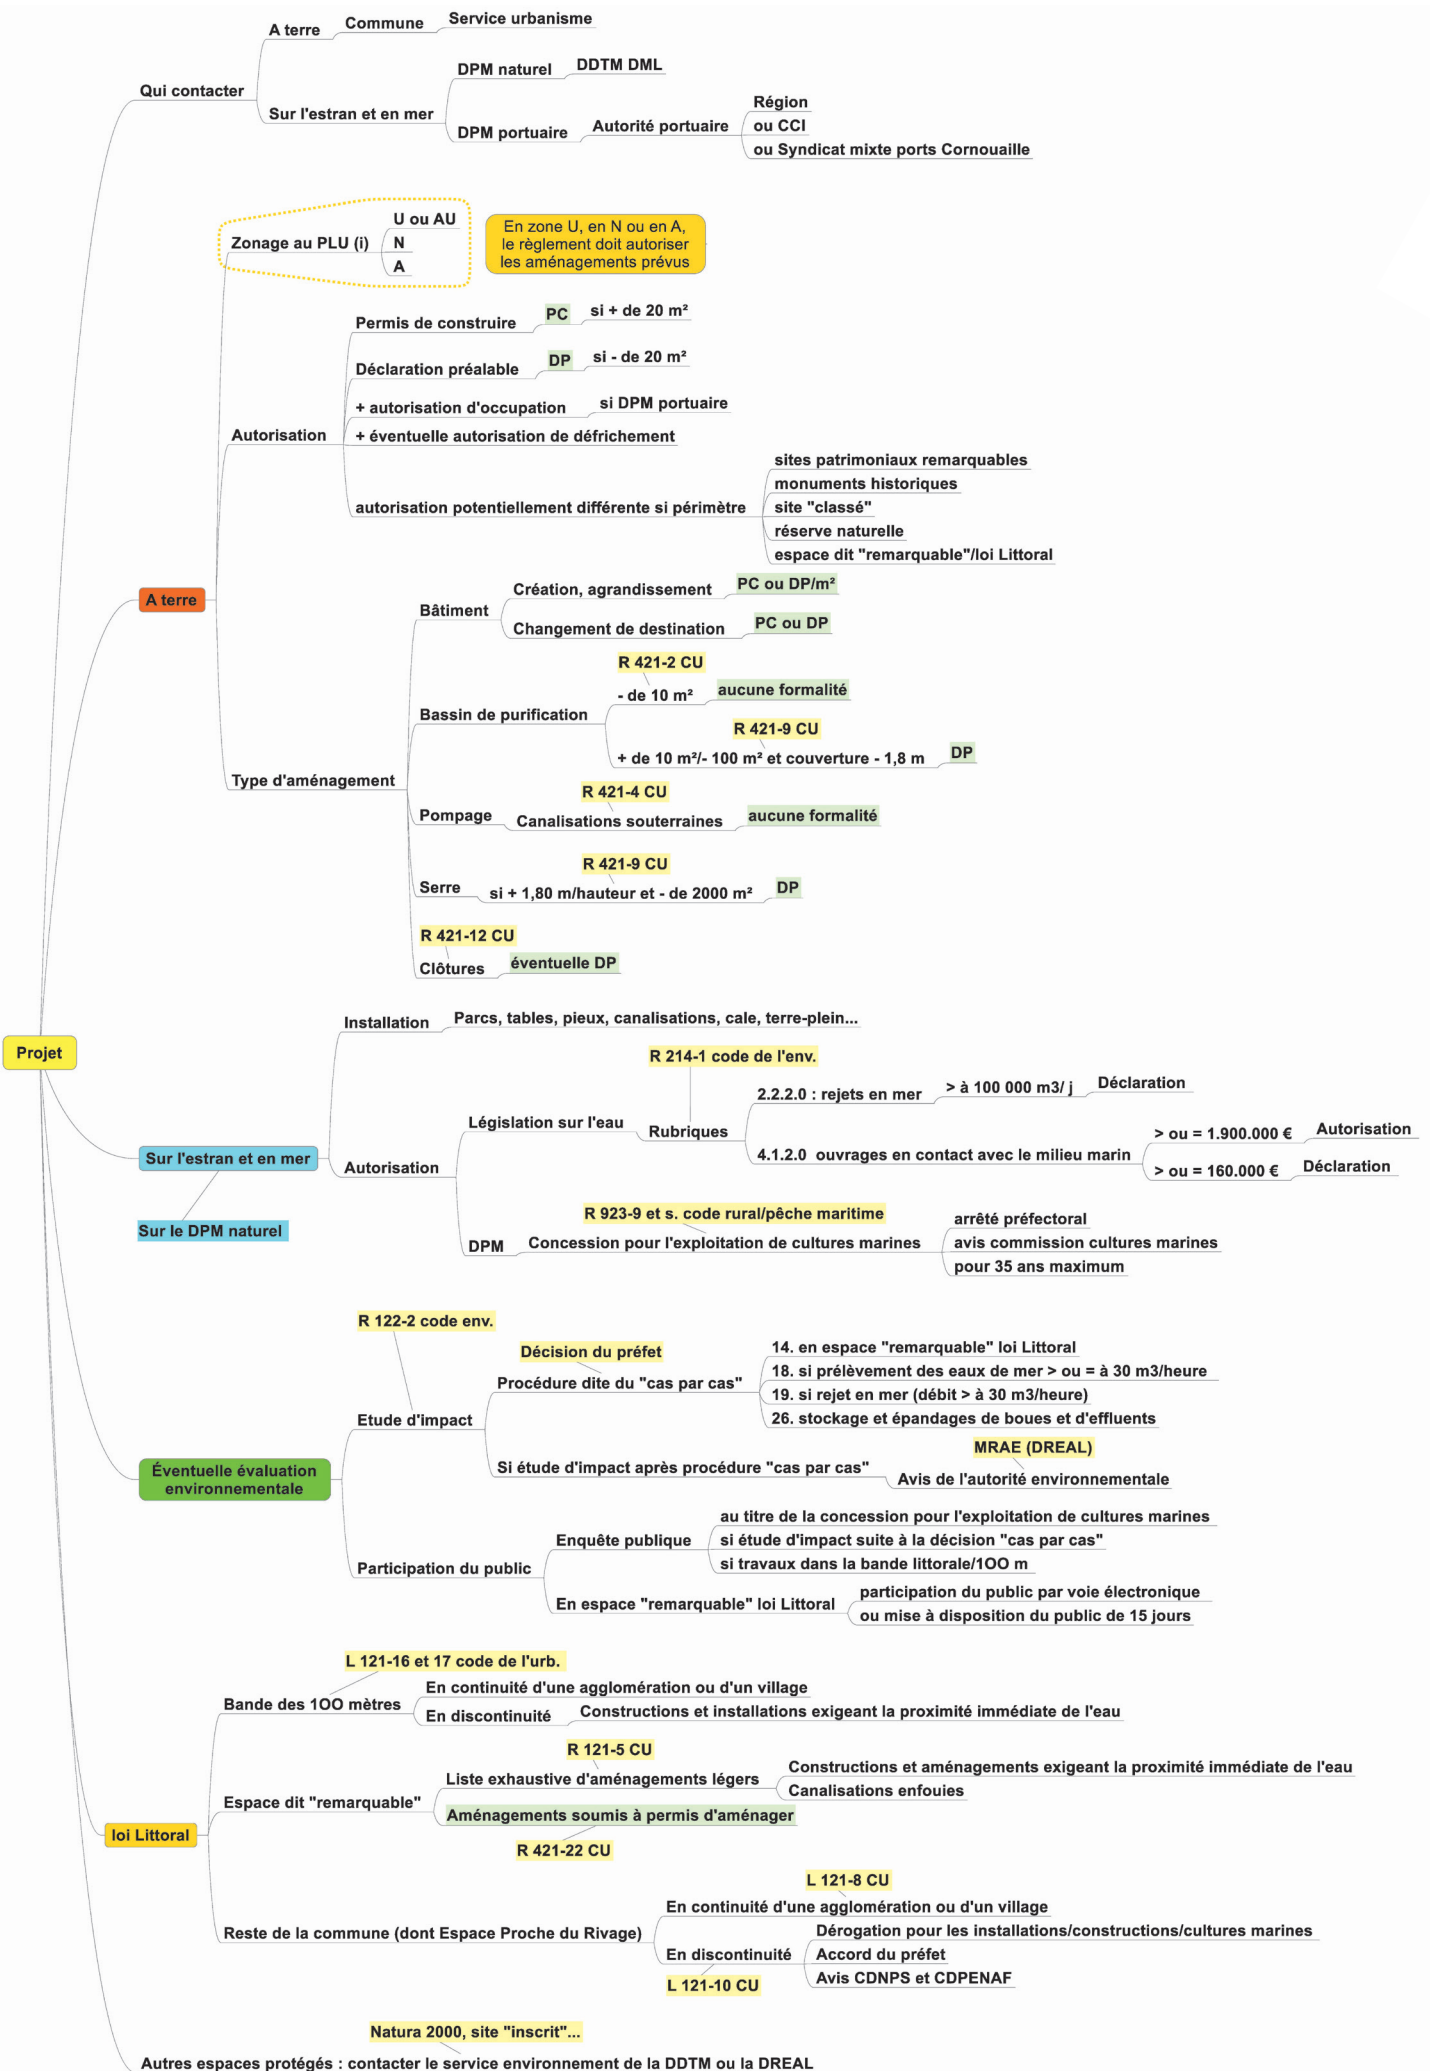 A terre
Commune
Service urbanisme
Qui contacter
Sur l'estran et en mer
DPM naturel
DDTM DML
DPM portuaire
Autorité portuaire
Région
ou CCI
ou Syndicat mixte ports Cornouaille
Zonage au PLU (i)
U ou AU
N
A
En zone U, en N ou en A,
le règlement doit autoriser
les aménagements prévus
Permis de construire
PC
si + de 20 m²
Déclaration préalable
DP
si - de 20 m²
+ autorisation d'occupation
si DPM portuaire
Autorisation
+ éventuelle autorisation de défrichement
autorisation potentiellement différente si périmètre
sites patrimoniaux remarquables
monuments historiques
site "classé"
réserve naturelle
espace dit "remarquable"/loi Littoral
A terre
Bâtiment
Création, agrandissement
PC ou DP/m²
Changement de destination
PC ou DP
R 421-2 CU
- de 10 m²
aucune formalité
Bassin de purification
R 421-9 CU
+ de 10 m²/- 100 m² et couverture - 1,8 m
DP
Type d'aménagement
R 421-4 CU
Pompage
Canalisations souterraines
aucune formalité
R 421-9 CU
Serre
si + 1,80 m/hauteur et - de 2000 m²
DP
R 421-12 CU
Clôtures
éventuelle DP
Projet
Installation
Parcs, tables, pieux, canalisations, cale, terre-plein...
R 214-1 code de l'env.
Législation sur l'eau
Rubriques
2.2.2.0 : rejets en mer
> à 100 000 m3/ j
Déclaration
4.1.2.0 ouvrages en contact avec le milieu marin
> ou = 1.900.000 €
Autorisation
> ou = 160.000 €
Déclaration
Sur l'estran et en mer
Autorisation
Sur le DPM naturel
R 923-9 et s. code rural/pêche maritime
DPM
Concession pour l'exploitation de cultures marines
arrêté préfectoral
avis commission cultures marines
pour 35 ans maximum
R 122-2 code env.
Décision du préfet
Procédure dite du "cas par cas"
14. en espace "remarquable" loi Littoral
18. si prélèvement des eaux de mer > ou = à 30 m3/heure
19. si rejet en mer (débit > à 30 m3/heure)
26. stockage et épandages de boues et d'effluents
Etude d'impact
MRAE (DREAL)
Si étude d'impact après procédure "cas par cas"
Avis de l'autorité environnementale
Éventuelle évaluation
environnementale
Participation du public
Enquête publique
au titre de la concession pour l'exploitation de cultures marines
si étude d'impact suite à la décision "cas par cas"
si travaux dans la bande littorale/1OO m
En espace "remarquable" loi Littoral
participation du public par voie électronique
ou mise à disposition du public de 15 jours
L 121-16 et 17 code de l'urb.
Bande des 1OO mètres
En continuité d'une agglomération ou d'un village
En discontinuité
Constructions et installations exigeant la proximité immédiate de l'eau
R 121-5 CU
Liste exhaustive d'aménagements légers
Constructions et aménagements exigeant la proximité immédiate de l'eau
Canalisations enfouies
Espace dit "remarquable"
Aménagements soumis à permis d'aménager
R 421-22 CU
loi Littoral
L 121-8 CU
En continuité d'une agglomération ou d'un village
Reste de la commune (dont Espace Proche du Rivage)
En discontinuité
Dérogation pour les installations/constructions/cultures marines
Accord du préfet
Avis CDNPS et CDPENAF
L 121-10 CU
Natura 2000, site "inscrit"...
Autres espaces protégés : contacter le service environnement de la DDTM ou la DREAL